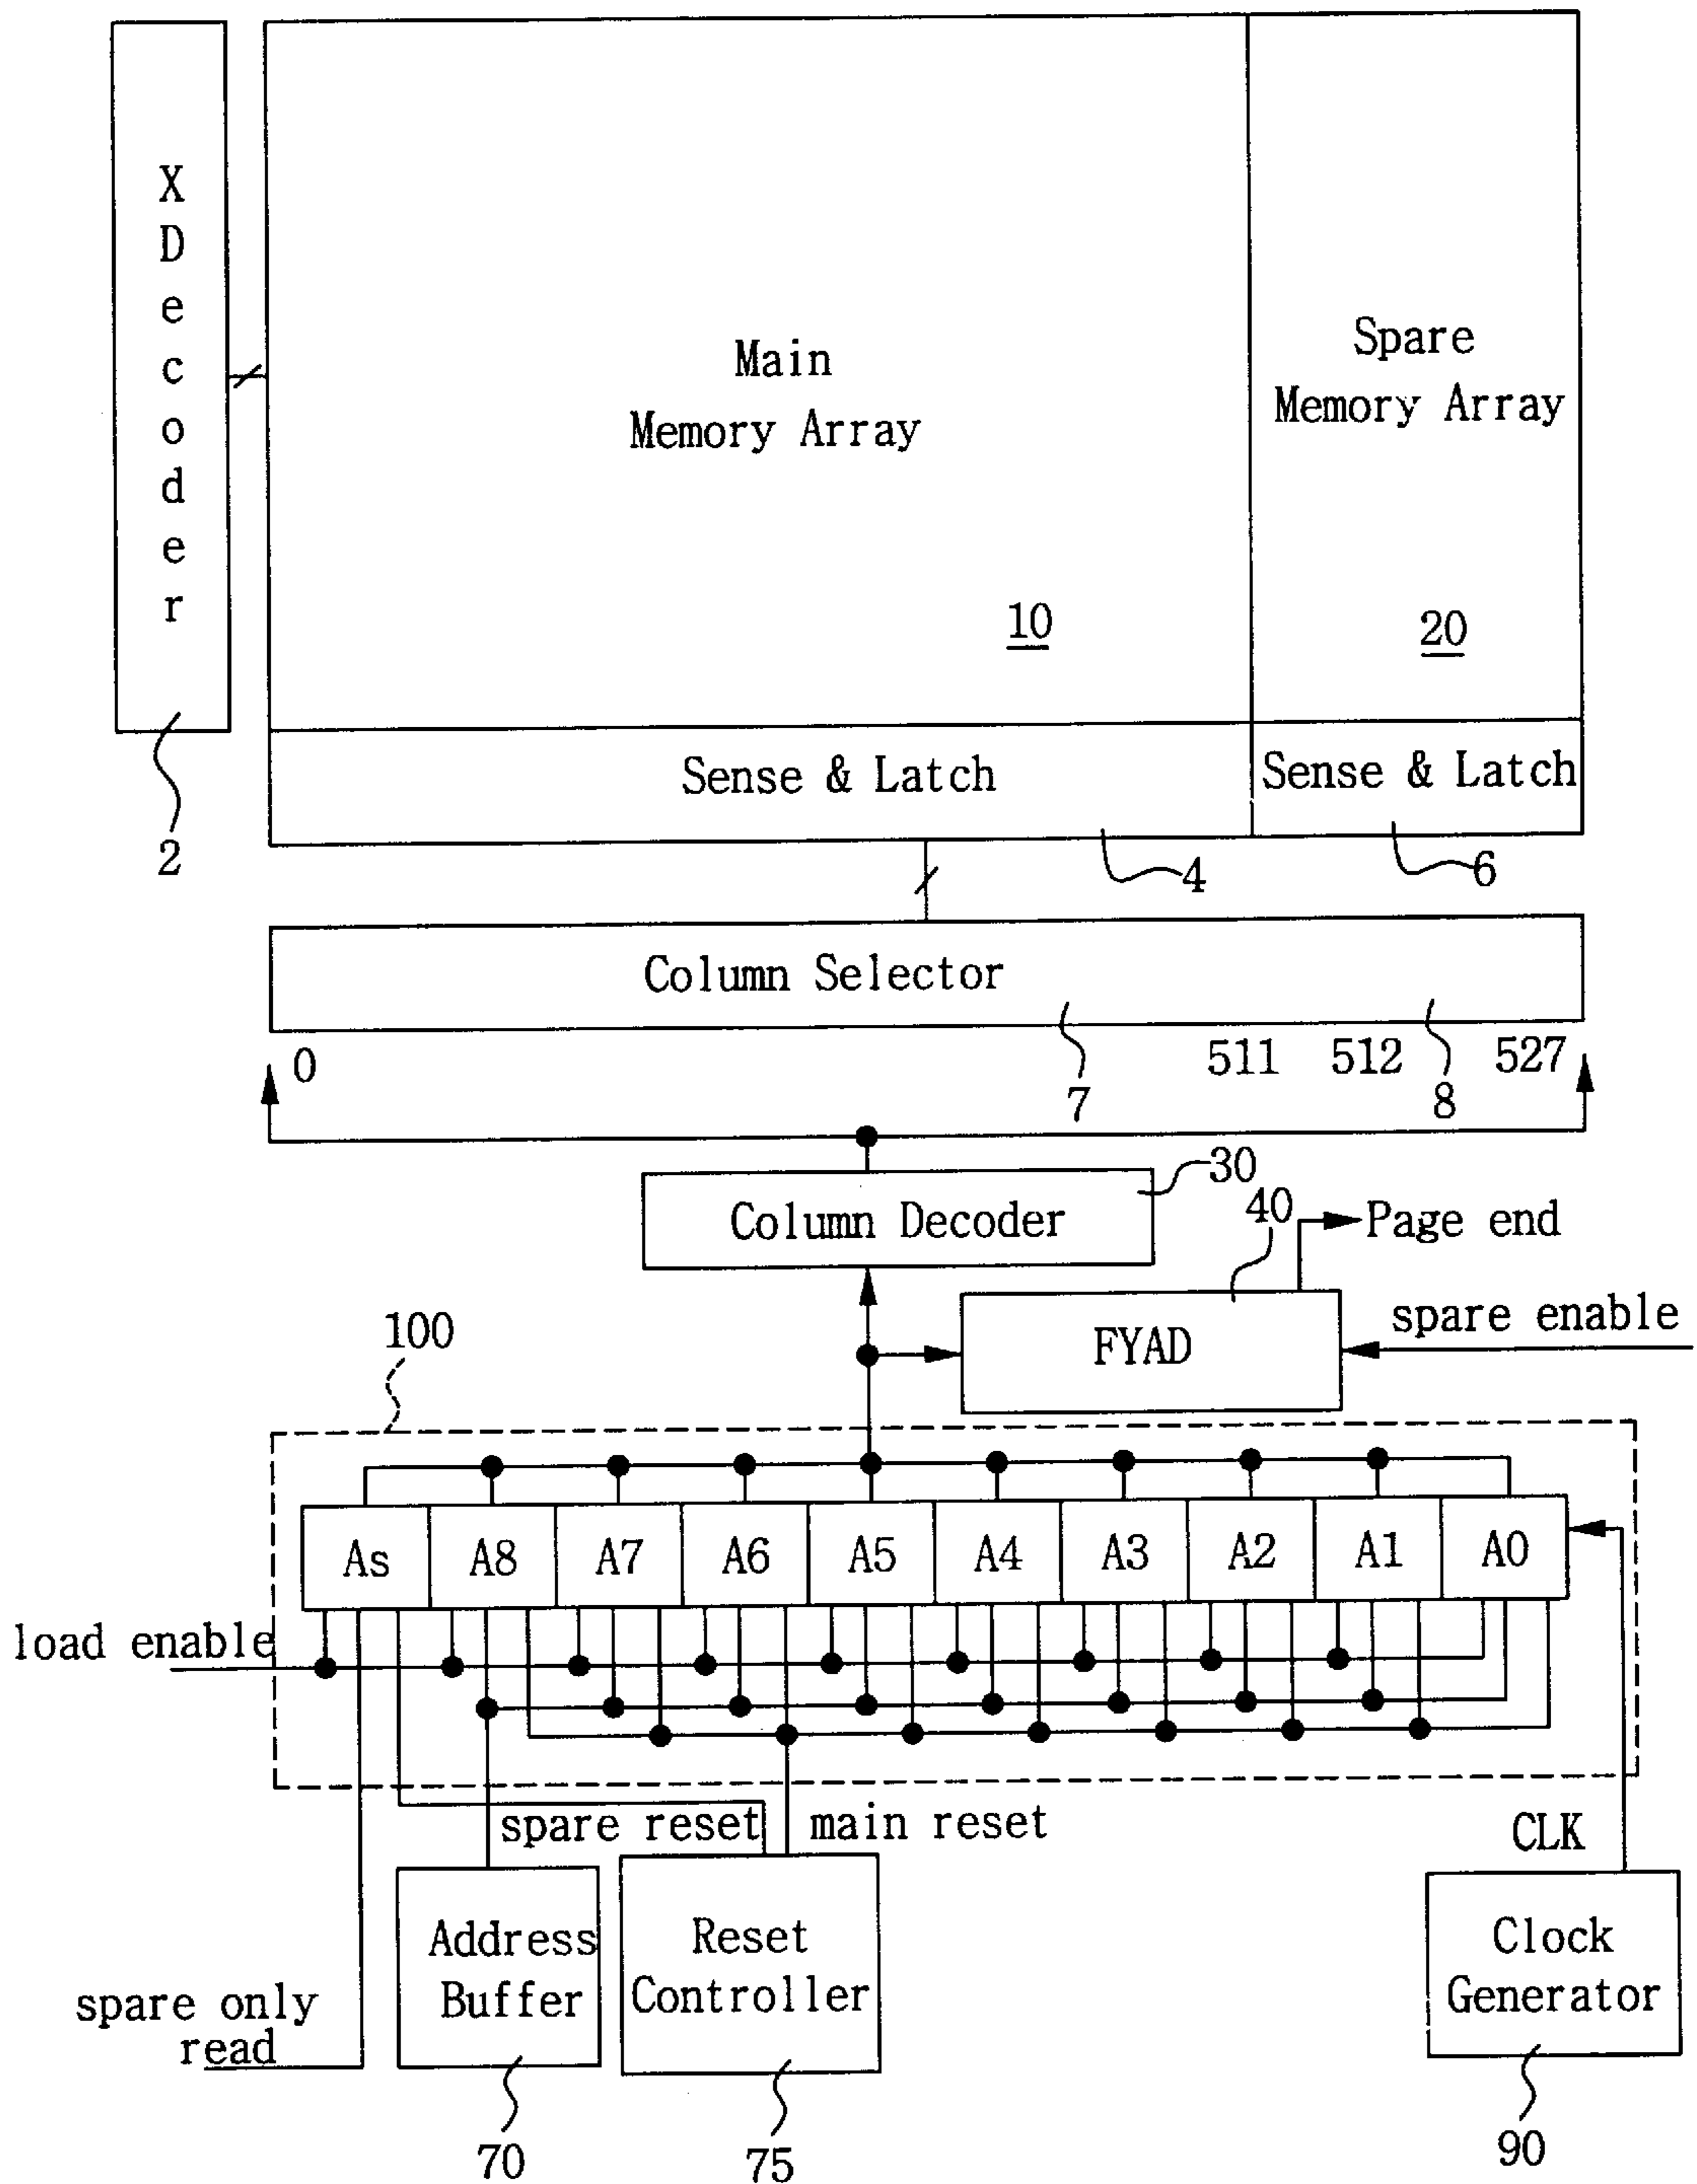 X
D
e
c
o
d
e
r
2
Main
Memory Array
10
Spare
Memory Array
20
Sense & Latch
Sense & Latch
4
6
Column Selector
0
7
511
512
8
527
Column Decoder
30
40
Page end
FYAD
spare enable
100
As
A8
A7
A6
A5
A4
A3
A2
A1
A0
load enable
spare reset
main reset
CLK
spare only
read
Address
Buffer
Reset
Controller
Clock
Generator
70
75
90